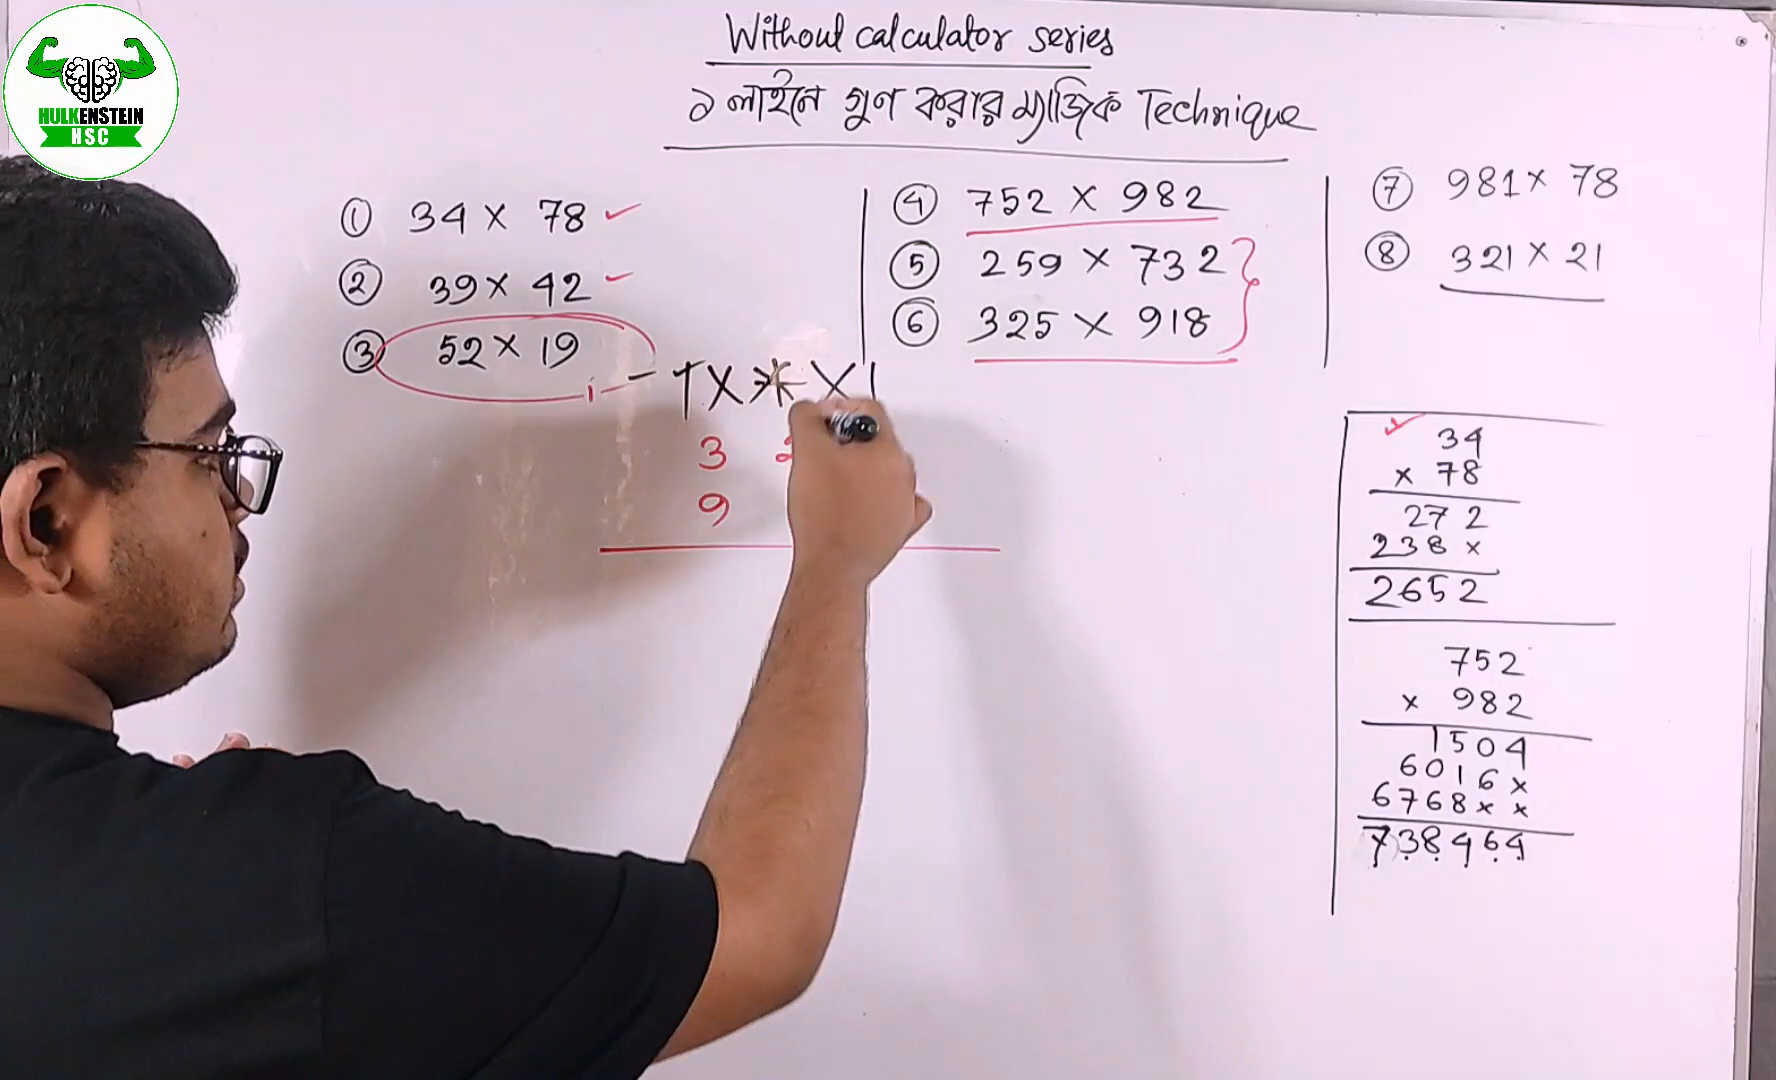 HULKENSTEIN
HSC
Without calculator series
১ লাইনে গুণ করার ম্যাজিক Technique
① 34 × 78 ✓
② 39 × 42 ✓
③ 52 × 19
④ 752 × 982
⑤ 259 × 732
⑥ 325 × 918
⑦ 981 × 78
⑧ 321 × 21
3 2
9
34
× 78
272
238 ×
2652
752
× 982
1504
6016 ×
6768 × ×
738464